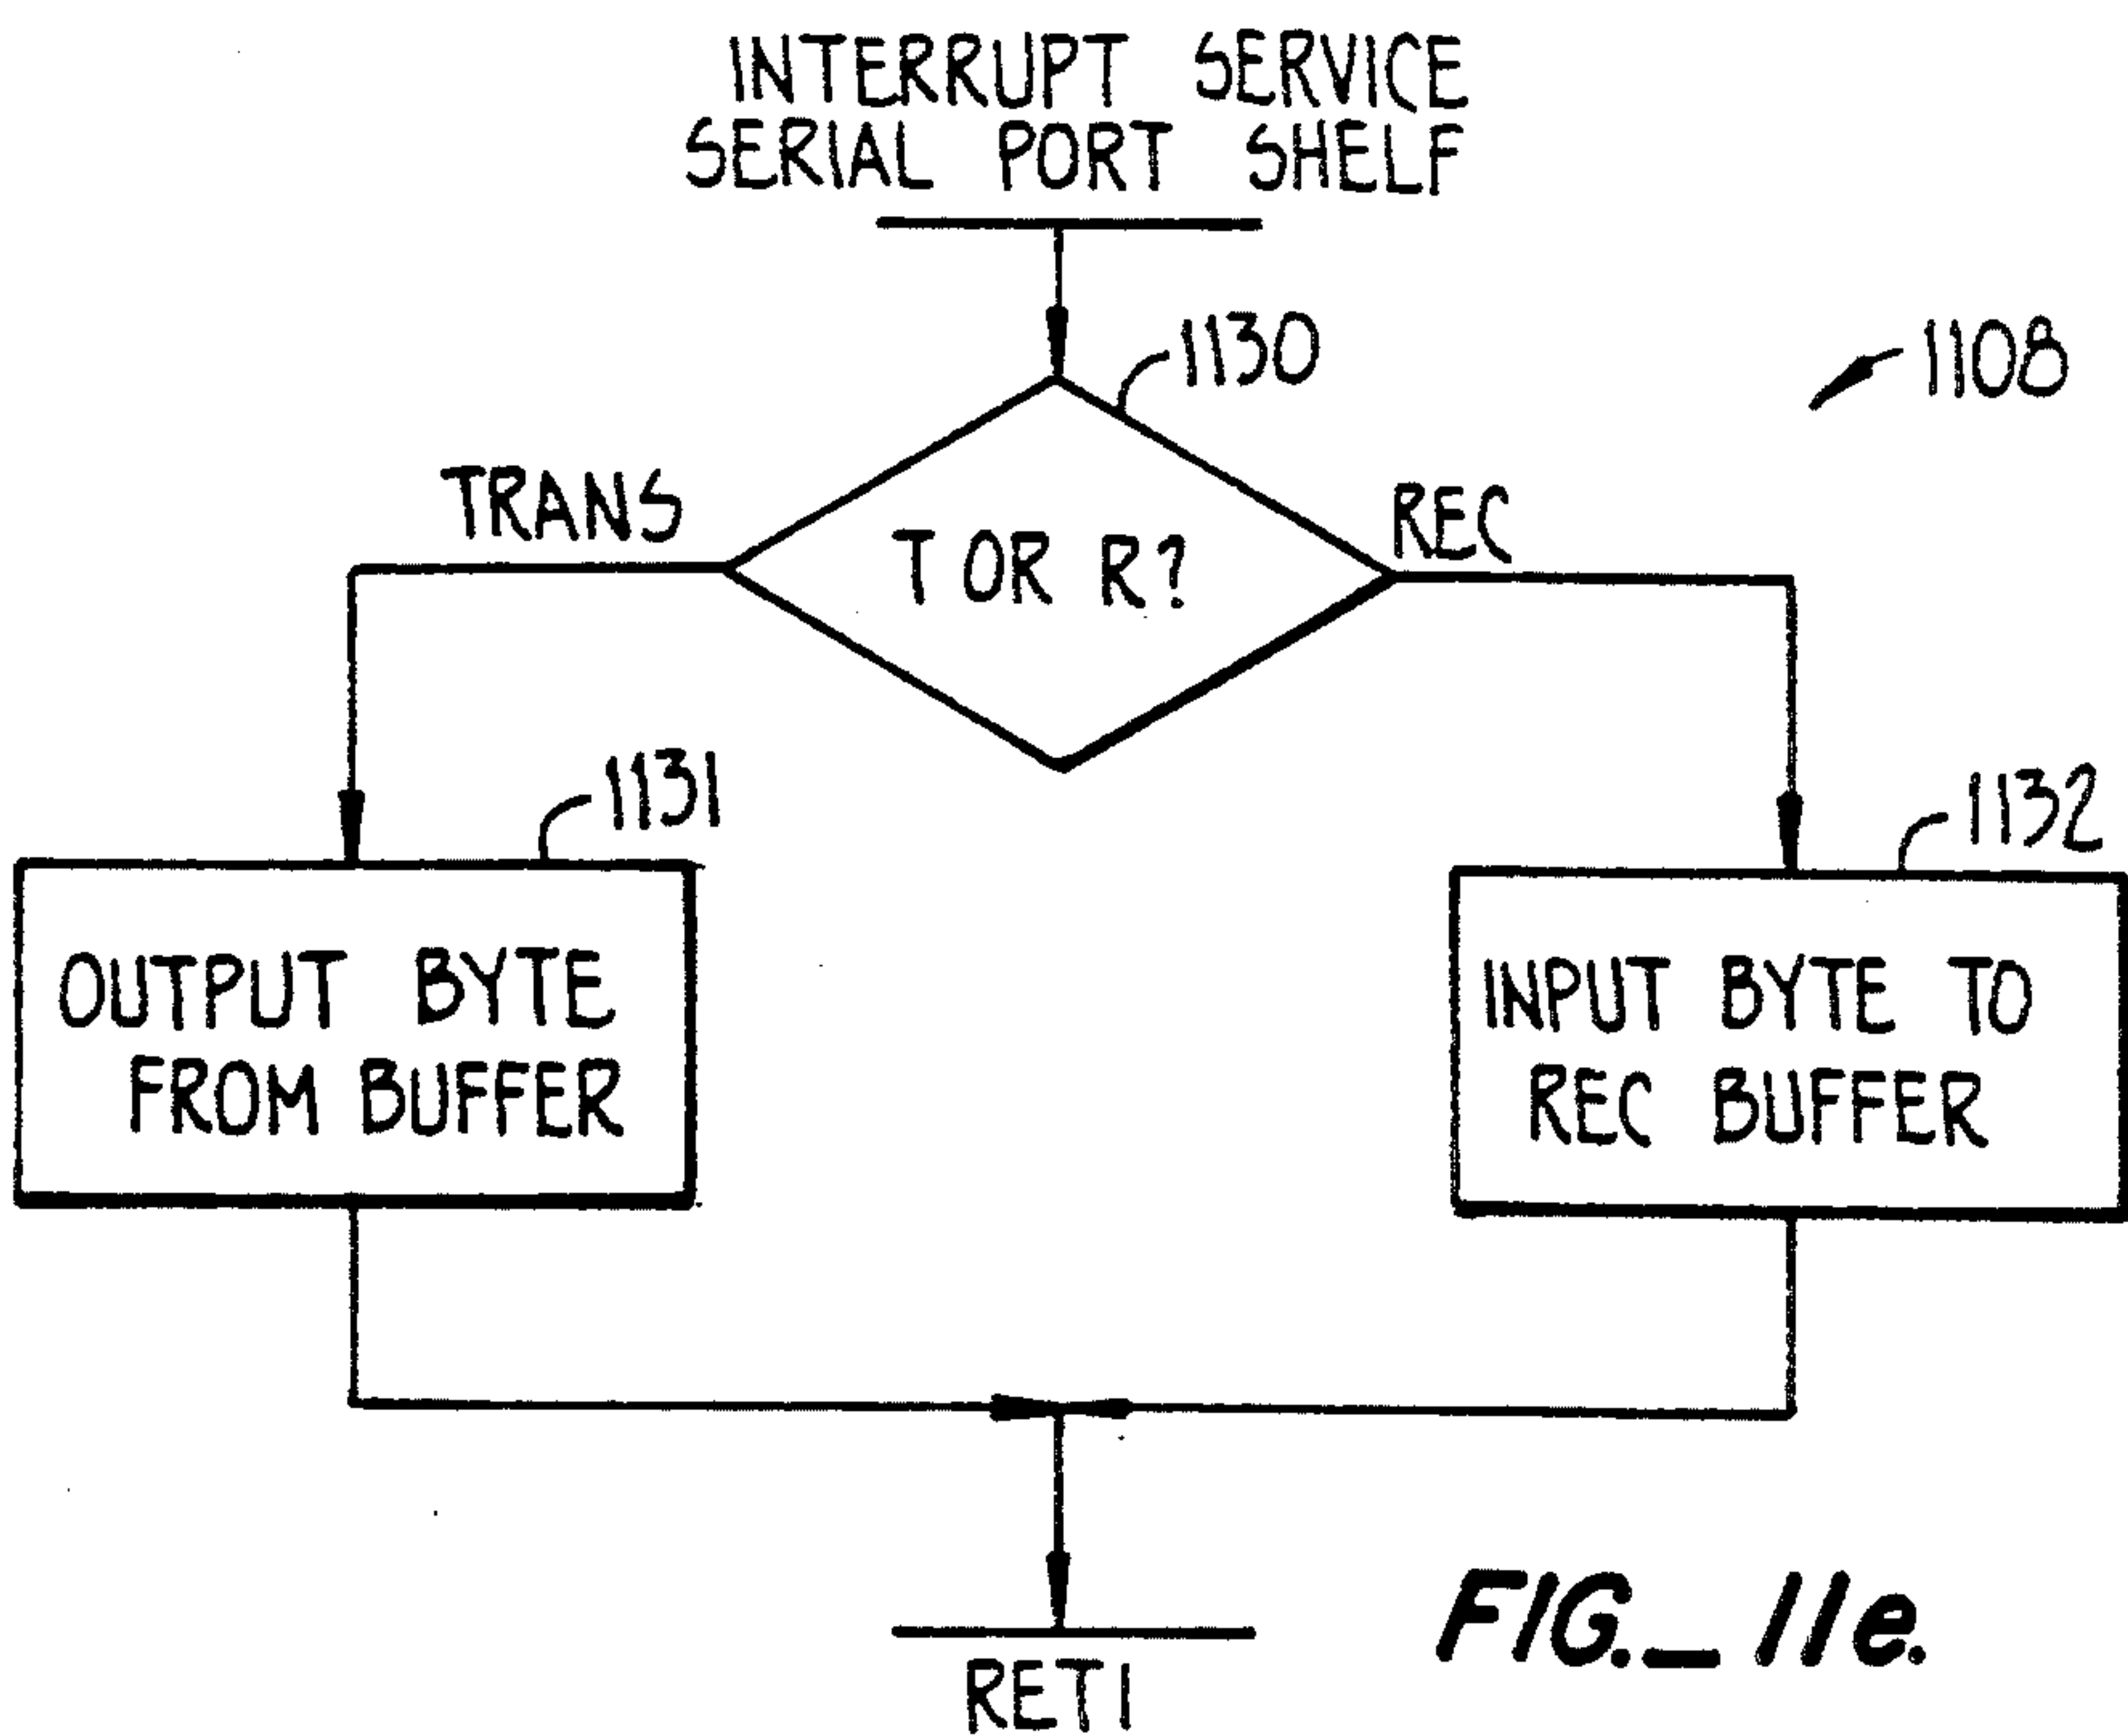 INTERRUPT SERVICE
SERIAL PORT SHELF
1130
1108
TRANS
T OR R?
REC
1131
1132
OUTPUT BYTE
FROM BUFFER
INPUT BYTE TO
REC BUFFER
RETI
FIG._11e.